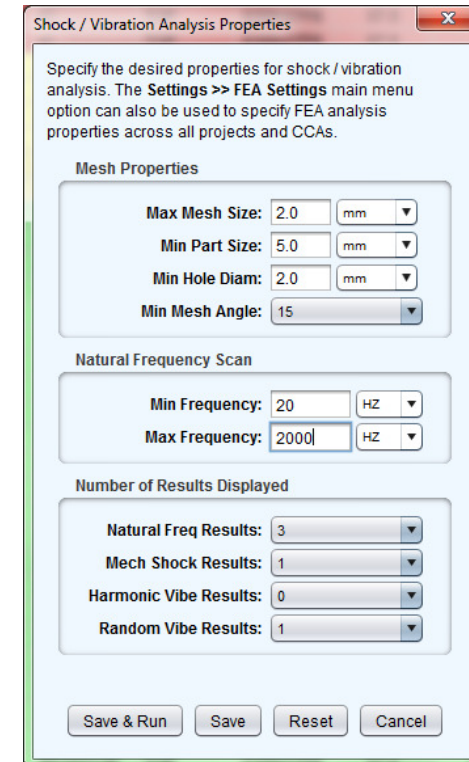 Shock / Vibration Analysis Properties
Specify the desired properties for shock / vibration
analysis. The Settings >> FEA Settings main menu
option can also be used to specify FEA analysis
properties across all projects and CCAs.
Mesh Properties
Max Mesh Size: 2.0 mm
Min Part Size: 5.0 mm
Min Hole Diam: 2.0 mm
Min Mesh Angle: 15
Natural Frequency Scan
Min Frequency: 20 HZ
Max Frequency: 2000 HZ
Number of Results Displayed
Natural Freq Results: 3
Mech Shock Results: 1
Harmonic Vibe Results: 0
Random Vibe Results: 1
Save & Run Save Reset Cancel